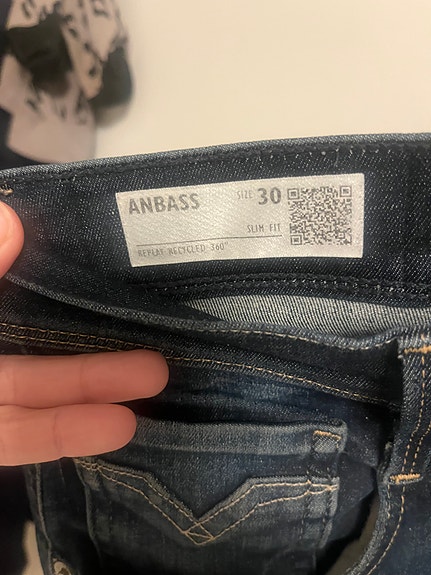 ANBASS SIZE 30
SLIM FIT
REPLAY RECYCLED 360°